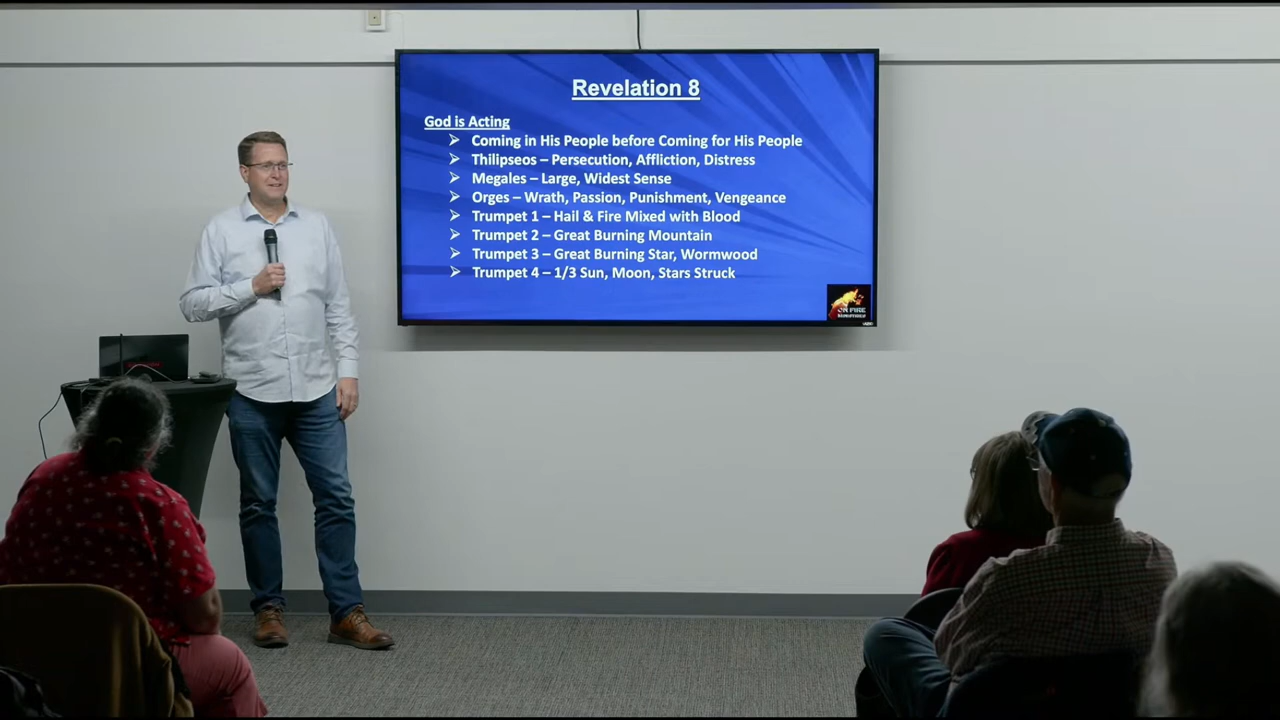 Revelation 8
God is Acting
➢ Coming in His People before Coming for His People
➢ Thilipseos – Persecution, Affliction, Distress
➢ Megales – Large, Widest Sense
➢ Orges – Wrath, Passion, Punishment, Vengeance
➢ Trumpet 1 – Hail & Fire Mixed with Blood
➢ Trumpet 2 – Great Burning Mountain
➢ Trumpet 3 – Great Burning Star, Wormwood
➢ Trumpet 4 – 1/3 Sun, Moon, Stars Struck
ON FIRE